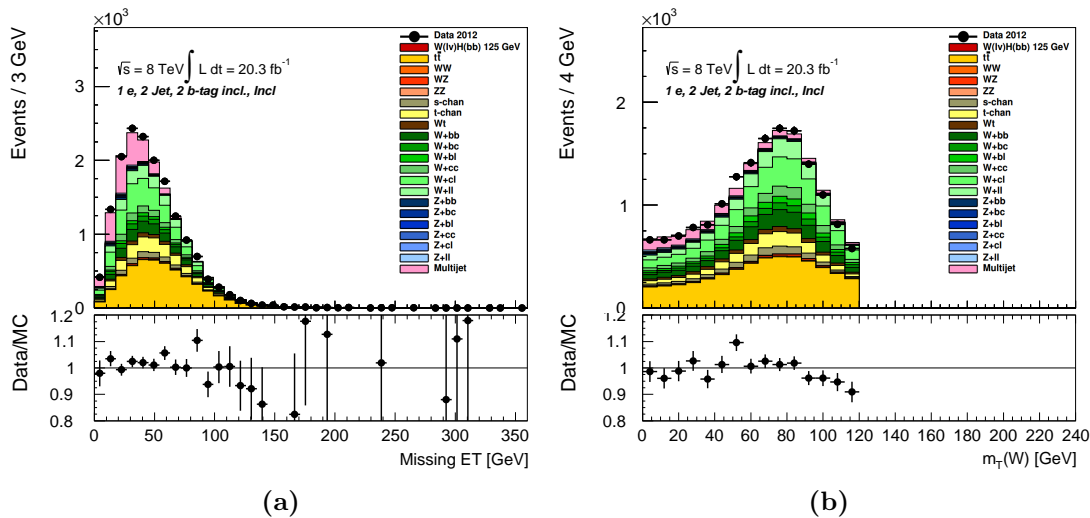 ×10³
Events / 3 GeV
3
2
1
0
√s = 8 TeV ∫ L dt = 20.3 fb⁻¹
1 e, 2 Jet, 2 b-tag incl., Incl
Data 2012
W(lv)H(bb) 125 GeV
tt̄
WW
WZ
ZZ
s-chan
t-chan
Wt
W+bb
W+bc
W+bl
W+cc
W+cl
W+ll
Z+bb
Z+bc
Z+bl
Z+cc
Z+cl
Z+ll
Multijet
Data/MC
1.2
1.1
1
0.9
0.8
0 50 100 150 200 250 300 350
Missing ET [GeV]
(a)
×10³
Events / 4 GeV
2
1
0
√s = 8 TeV ∫ L dt = 20.3 fb⁻¹
1 e, 2 Jet, 2 b-tag incl., Incl
Data 2012
W(lv)H(bb) 125 GeV
tt̄
WW
WZ
ZZ
s-chan
t-chan
Wt
W+bb
W+bc
W+bl
W+cc
W+cl
W+ll
Z+bb
Z+bc
Z+bl
Z+cc
Z+cl
Z+ll
Multijet
Data/MC
1.2
1.1
1
0.9
0.8
0 20 40 60 80 100 120 140 160 180 200 220 240
m_T(W) [GeV]
(b)